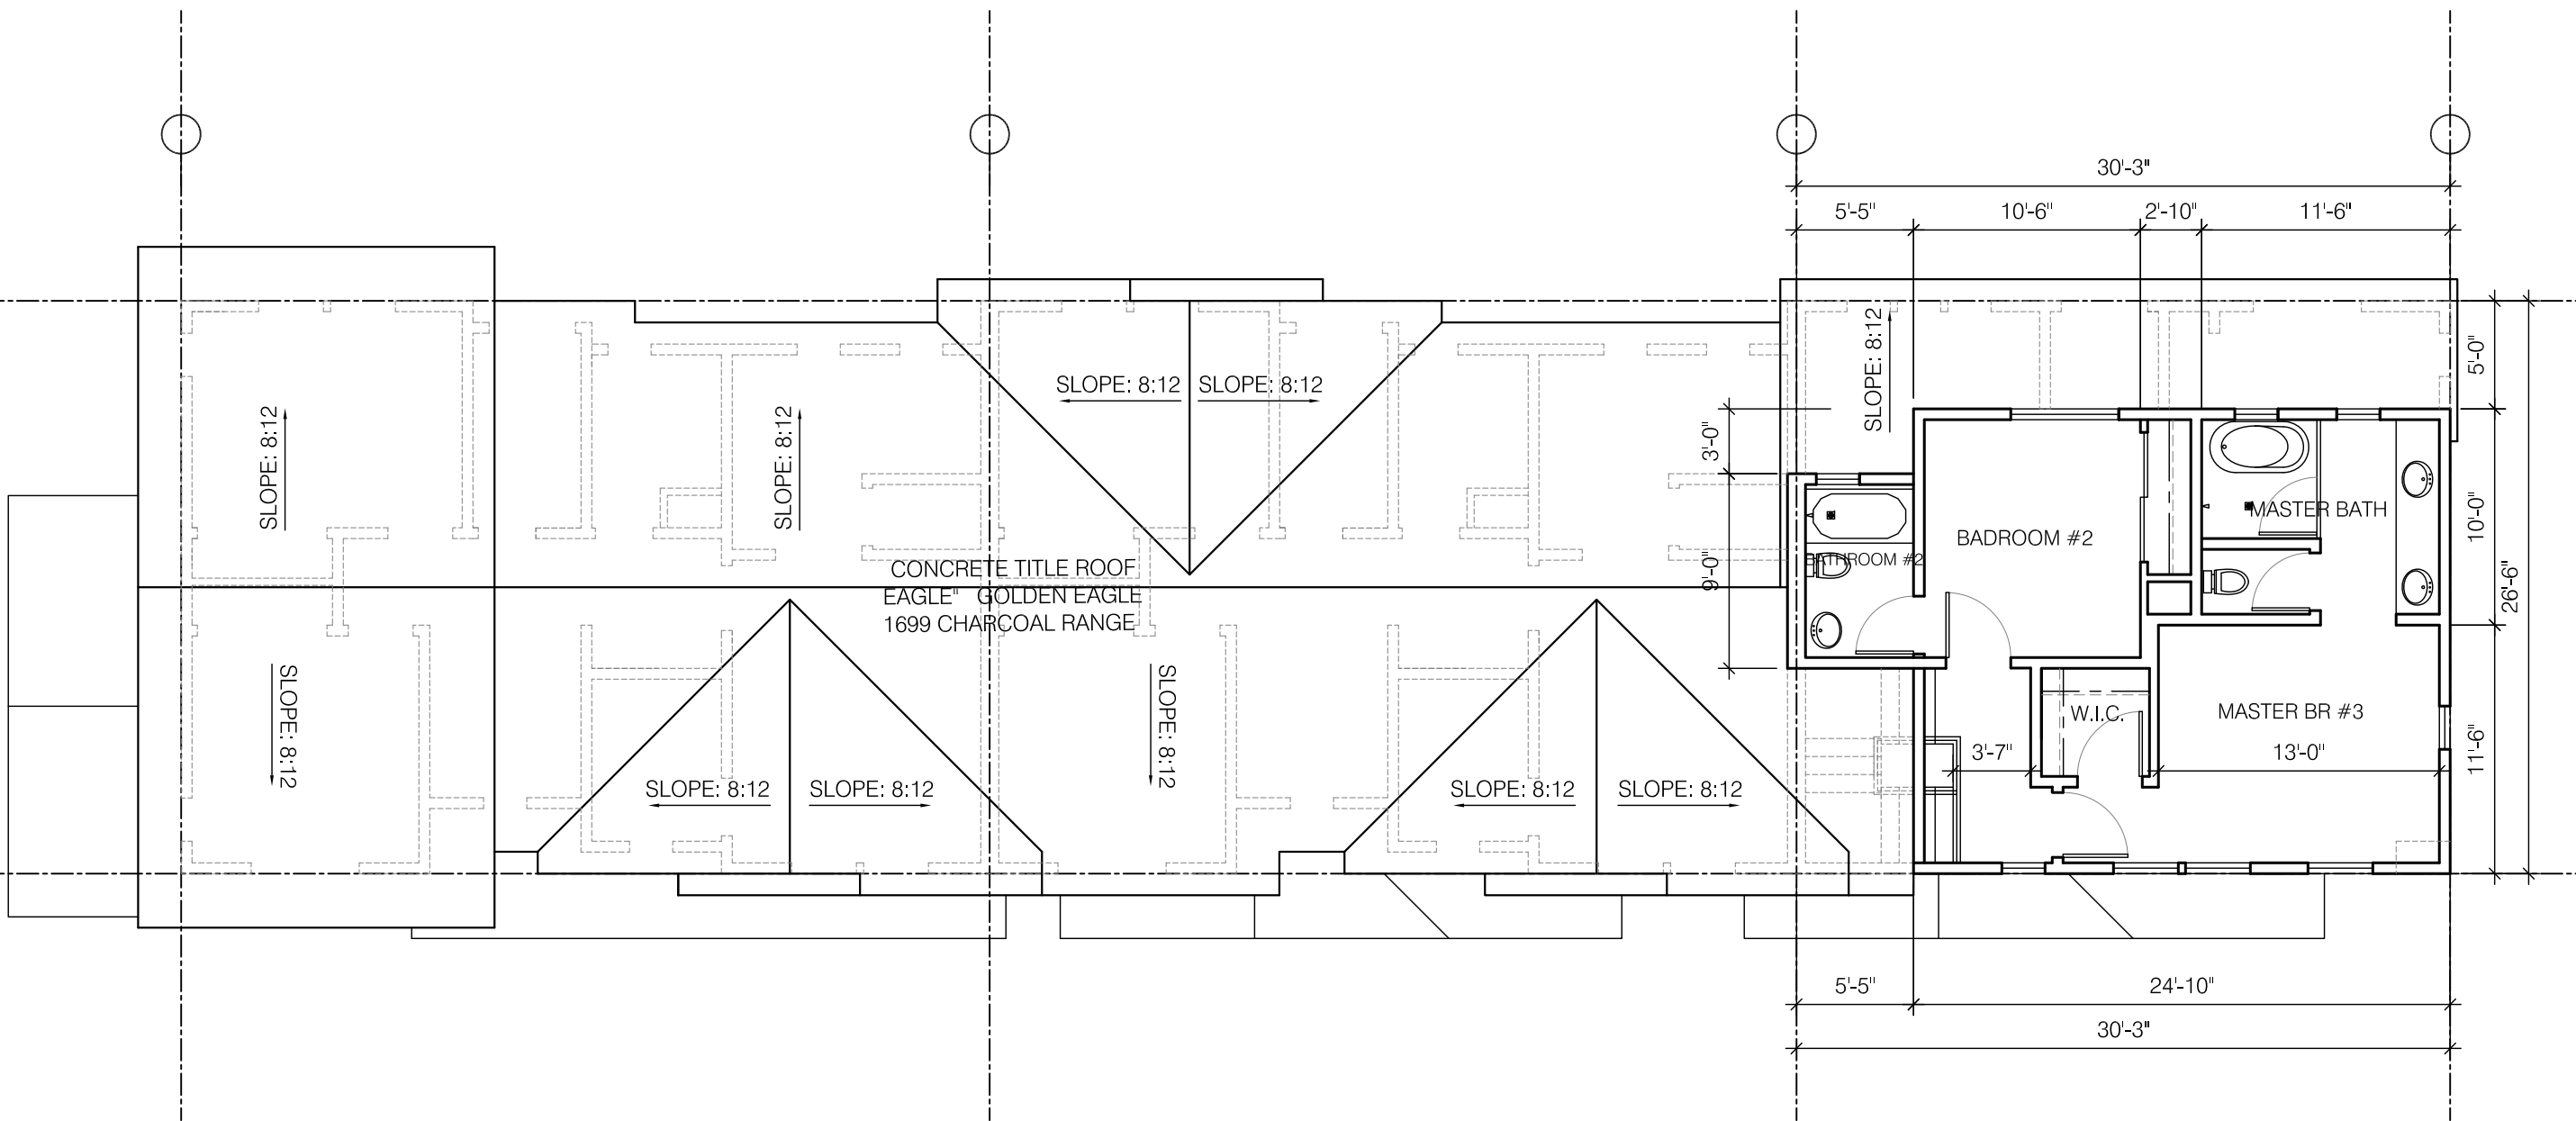 30'-3"
5'-5"
10'-6"
2'-10"
11'-6"
SLOPE: 8:12
SLOPE: 8:12
SLOPE: 8:12
SLOPE: 8:12
SLOPE: 8:12
5'-0"
3'-0"
9'-0"
10'-0"
26'-6"
11'-6"
MASTER BATH
BADROOM #2
BATHROOM #2
CONCRETE TITLE ROOF
EAGLE" GOLDEN EAGLE
1699 CHARCOAL RANGE
SLOPE: 8:12
SLOPE: 8:12
W.I.C.
MASTER BR #3
3'-7"
13'-0"
SLOPE: 8:12
SLOPE: 8:12
SLOPE: 8:12
SLOPE: 8:12
5'-5"
24'-10"
30'-3"